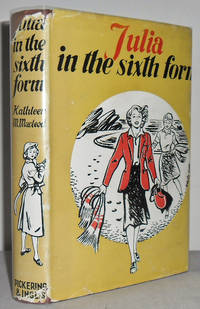 Julia
in the
sixth
form
Kathleen
M. Macleod
PICKERING
& INGLIS
Julia
in the sixth form